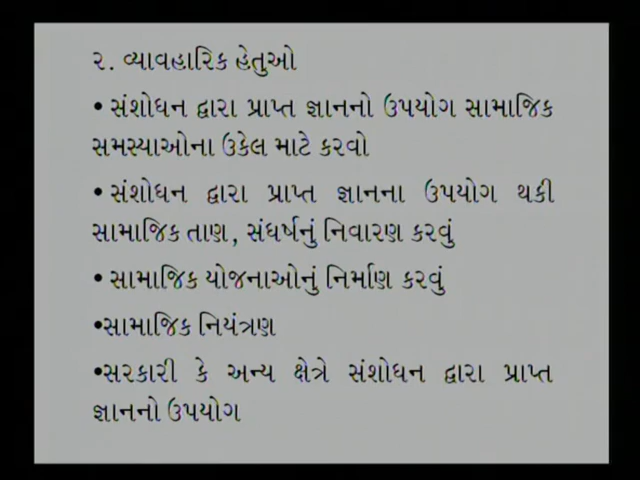 ૨. વ્યાવહારિક હેતુઓ
• સંશોધન દ્વારા પ્રાપ્ત જ્ઞાનનો ઉપયોગ સામાજિક
સમસ્યાઓના ઉકેલ માટે કરવો
• સંશોધન દ્વારા પ્રાપ્ત જ્ઞાનના ઉપયોગ થકી
સામાજિક તાણ, સંઘર્ષનું નિવારણ કરવું
• સામાજિક યોજનાઓનું નિર્માણ કરવું
•સામાજિક નિયંત્રણ
•સરકારી કે અન્ય ક્ષેત્રે સંશોધન દ્વારા પ્રાપ્ત
જ્ઞાનનો ઉપયોગ